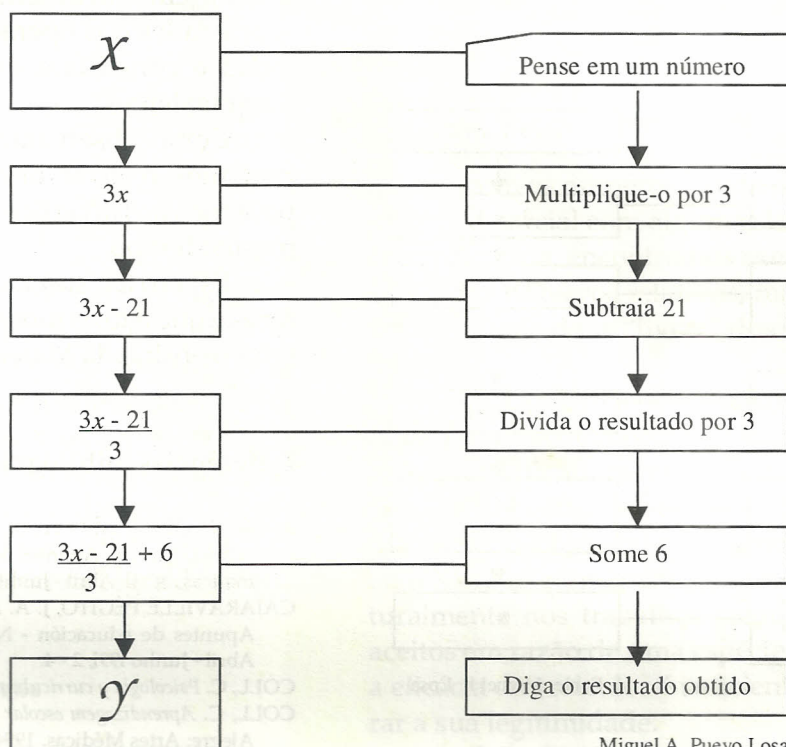 X
Pense em um número
3x
Multiplique-o por 3
3x - 21
Subtraia 21
3x - 21
3
Divida o resultado por 3
3x - 21 + 6
3
Some 6
y
Diga o resultado obtido
Miguel A. Puevo Losa